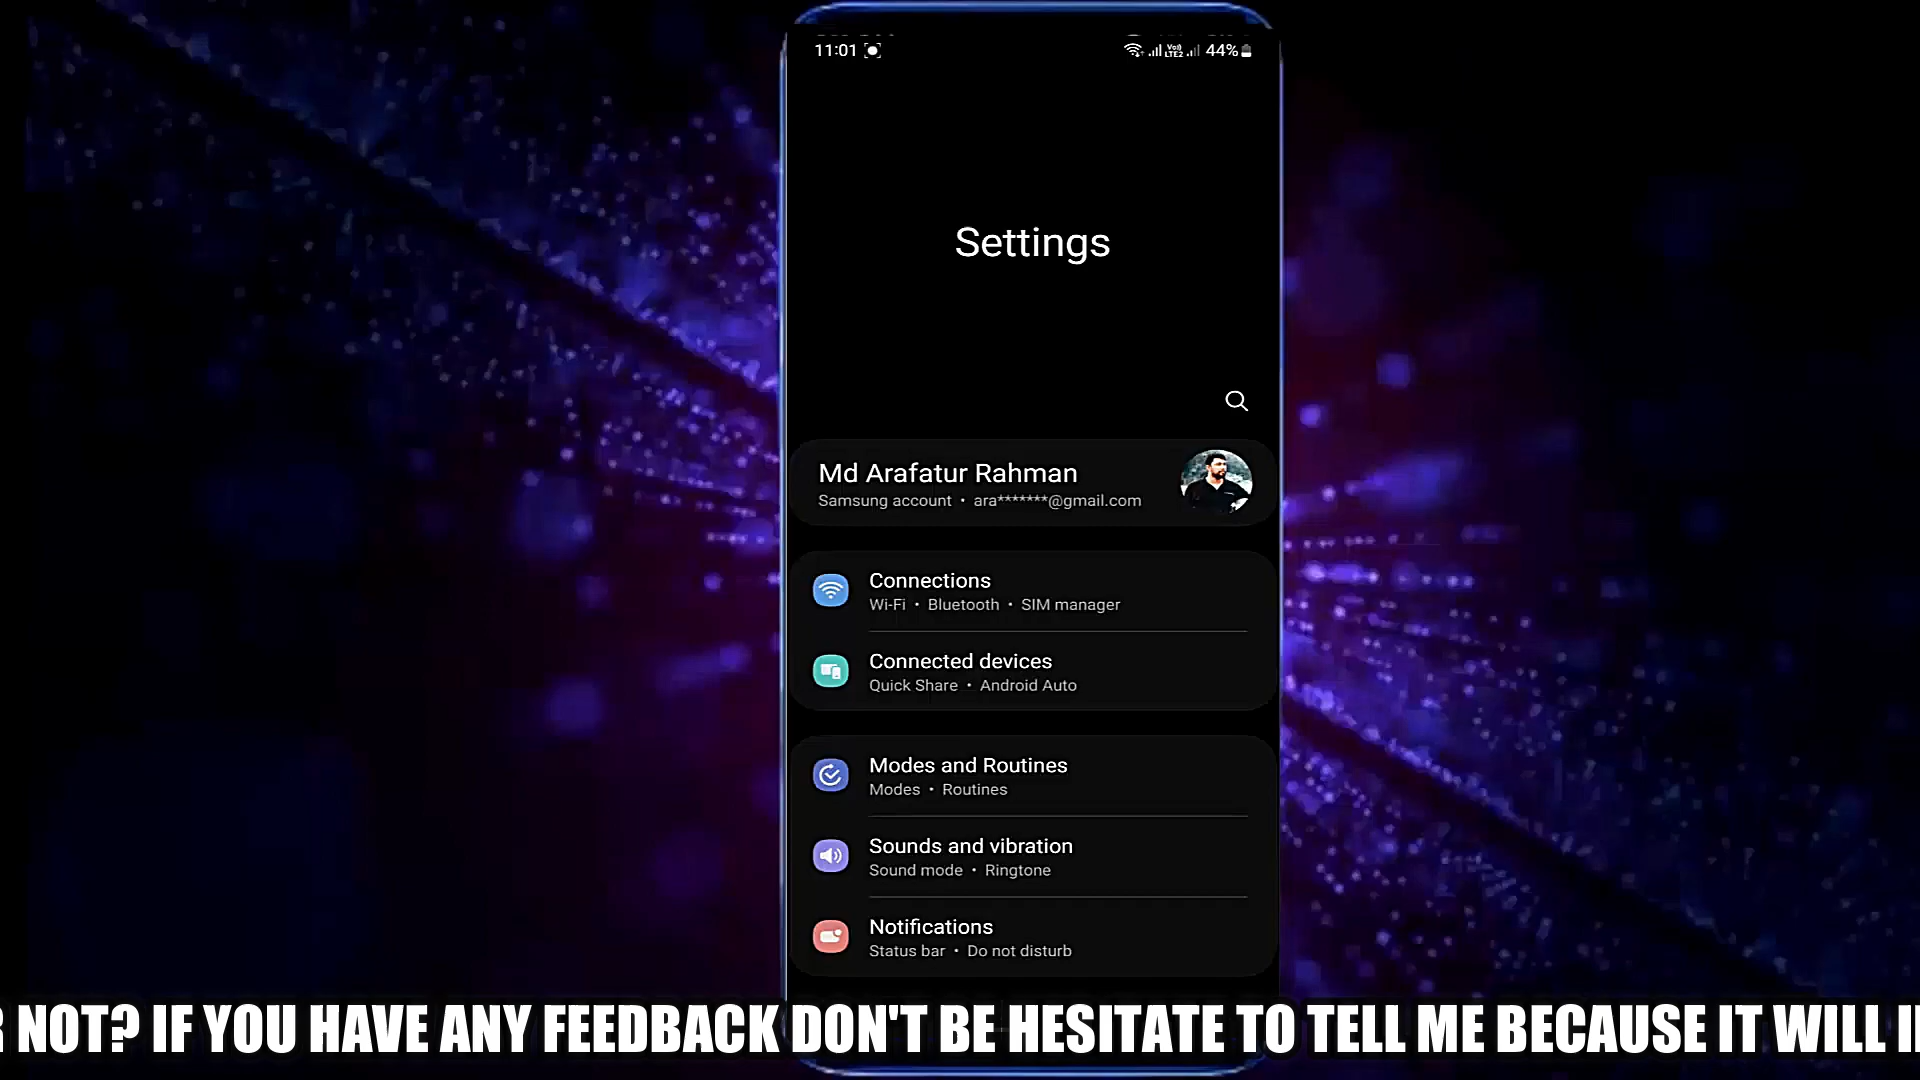 11:01
VoI) LTE2 44%
Settings
Md Arafatur Rahman
Samsung account • ara*******@gmail.com
Connections
Wi-Fi • Bluetooth • SIM manager
Connected devices
Quick Share • Android Auto
Modes and Routines
Modes • Routines
Sounds and vibration
Sound mode • Ringtone
Notifications
Status bar • Do not disturb
NOT? IF YOU HAVE ANY FEEDBACK DON'T BE HESITATE TO TELL ME BECAUSE IT WILL